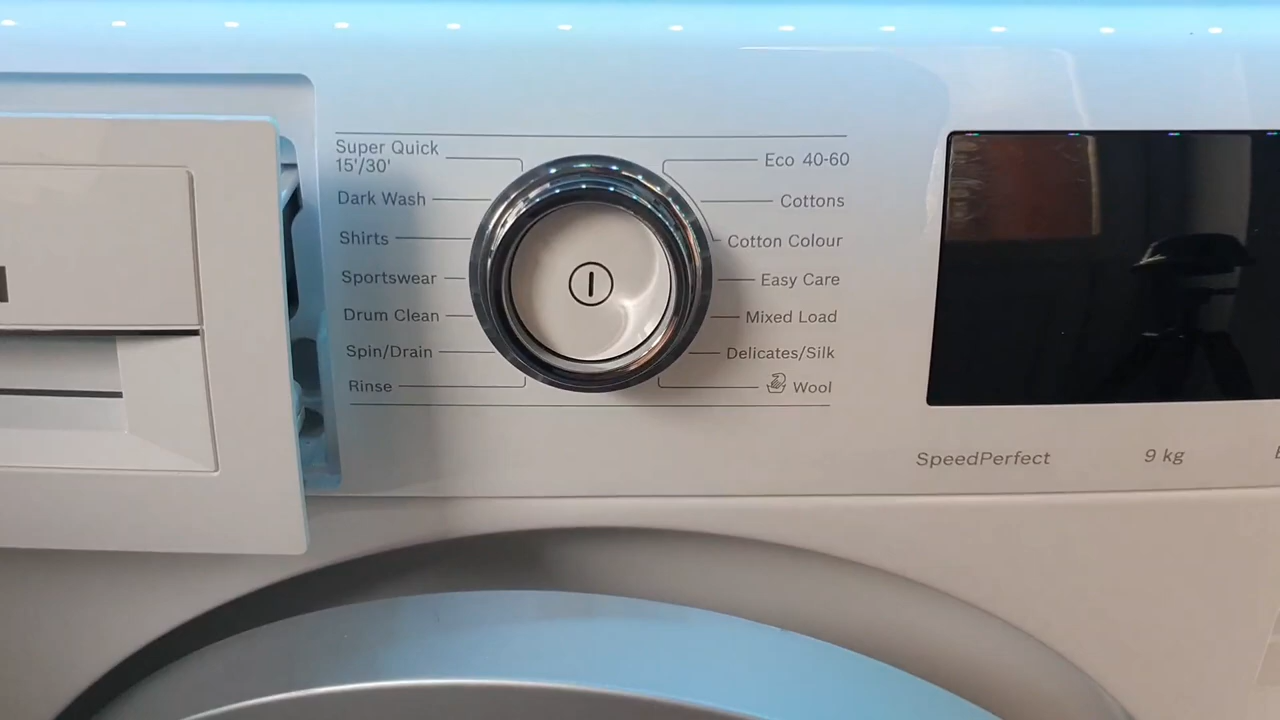 Super Quick
15'/30'
Dark Wash
Shirts
Sportswear
Drum Clean
Spin/Drain
Rinse
Eco 40-60
Cottons
Cotton Colour
Easy Care
Mixed Load
Delicates/Silk
Wool
SpeedPerfect
9 kg